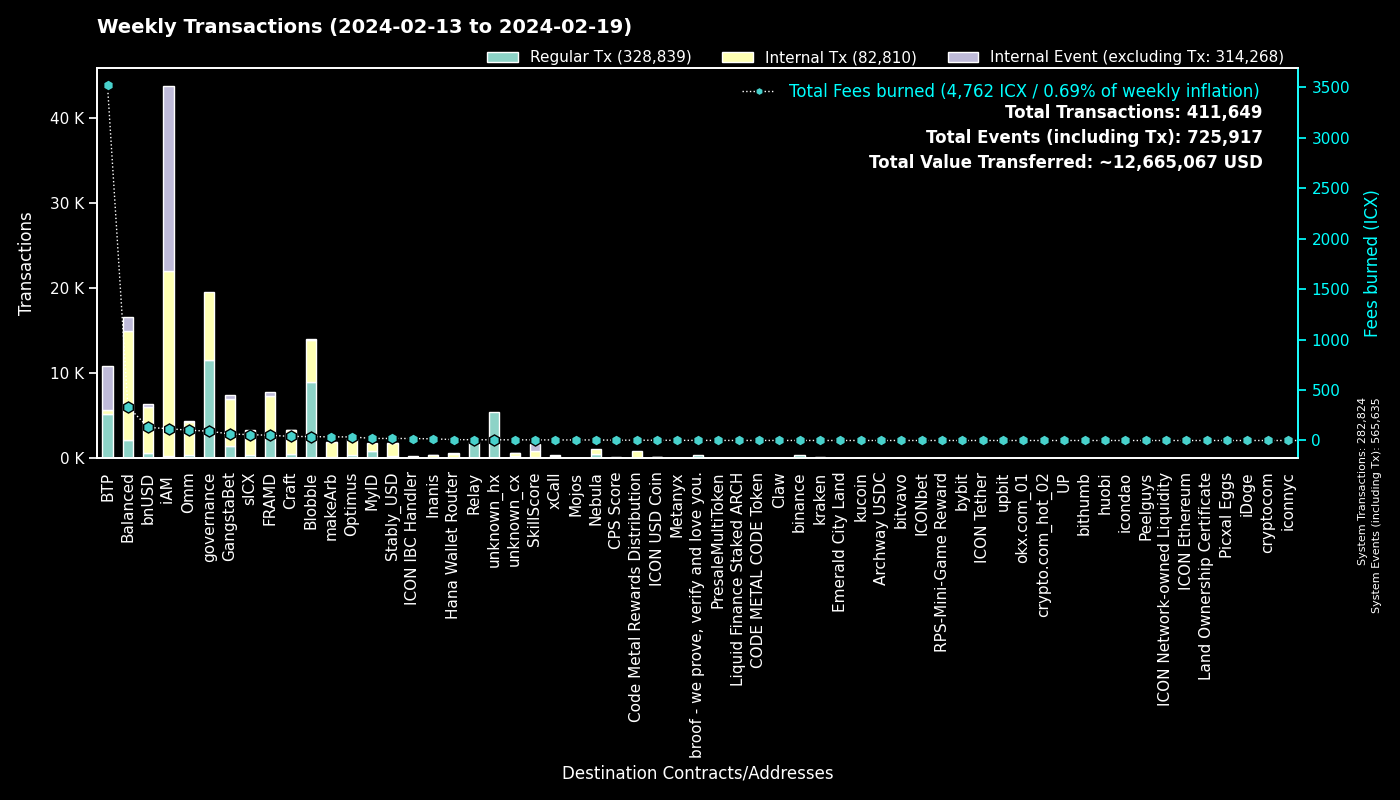 Weekly Transactions (2024-02-13 to 2024-02-19)
Regular Tx (328,839)
Internal Tx (82,810)
Internal Event (excluding Tx: 314,268)
Total Fees burned (4,762 ICX / 0.69% of weekly inflation)
Total Transactions: 411,649
Total Events (including Tx): 725,917
Total Value Transferred: ~12,665,067 USD
Transactions
40 K
30 K
20 K
10 K
0 K
3500
3000
2500
2000
1500
1000
500
0
Fees burned (ICX)
System Transactions: 282,824
System Events (including Tx): 565,635
BTP
Balanced
bnUSD
iAM
Omm
governance
GangstaBet
sICX
FRAMD
Craft
Blobble
makeArb
Optimus
MyID
Stably_USD
ICON IBC Handler
Inanis
Hana Wallet Router
Relay
unknown_hx
unknown_cx
SkillScore
xCall
Mojos
Nebula
CPS Score
Code Metal Rewards Distribution
ICON USD Coin
Metanyx
broof - we prove, verify and love you.
PresaleMultiToken
Liquid Finance Staked ARCH
CODE METAL CODE Token
Claw
binance
kraken
Emerald City Land
kucoin
Archway USDC
bitvavo
ICONbet
RPS-Mini-Game Reward
bybit
ICON Tether
upbit
okx.com_01
crypto.com_hot_02
UP
bithumb
huobi
icondao
Peelguys
ICON Network-owned Liquidity
ICON Ethereum
Land Ownership Certificate
Picxal Eggs
iDoge
cryptocom
iconnyc
Destination Contracts/Addresses